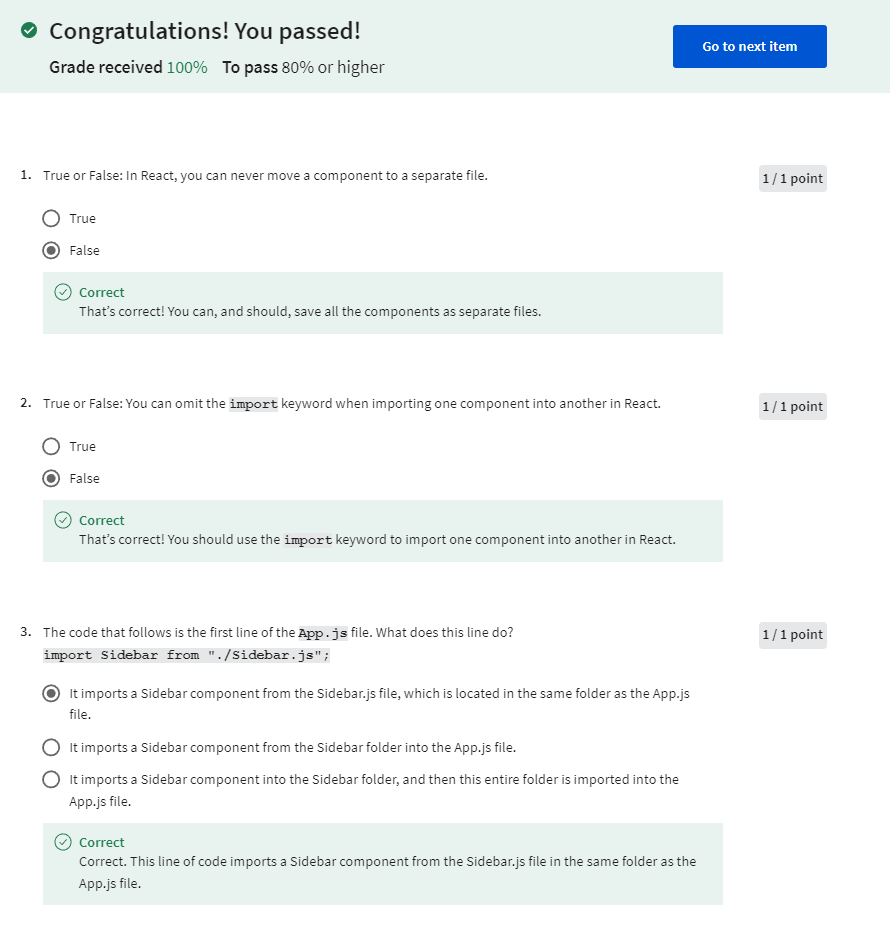 Congratulations! You passed!
Go to next item
Grade received 100% To pass 80% or higher
1. True or False: In React, you can never move a component to a separate file.
1 / 1 point
True
False
Correct
That's correct! You can, and should, save all the components as separate files.
2. True or False: You can omit the import keyword when importing one component into another in React.
1 / 1 point
True
False
Correct
That's correct! You should use the import keyword to import one component into another in React.
3. The code that follows is the first line of the App.js file. What does this line do?
1 / 1 point
import Sidebar from "./Sidebar.js";
It imports a Sidebar component from the Sidebar.js file, which is located in the same folder as the App.js
file.
It imports a Sidebar component from the Sidebar folder into the App.js file.
It imports a Sidebar component into the Sidebar folder, and then this entire folder is imported into the
App.js file.
Correct
Correct. This line of code imports a Sidebar component from the Sidebar.js file in the same folder as the
App.js file.